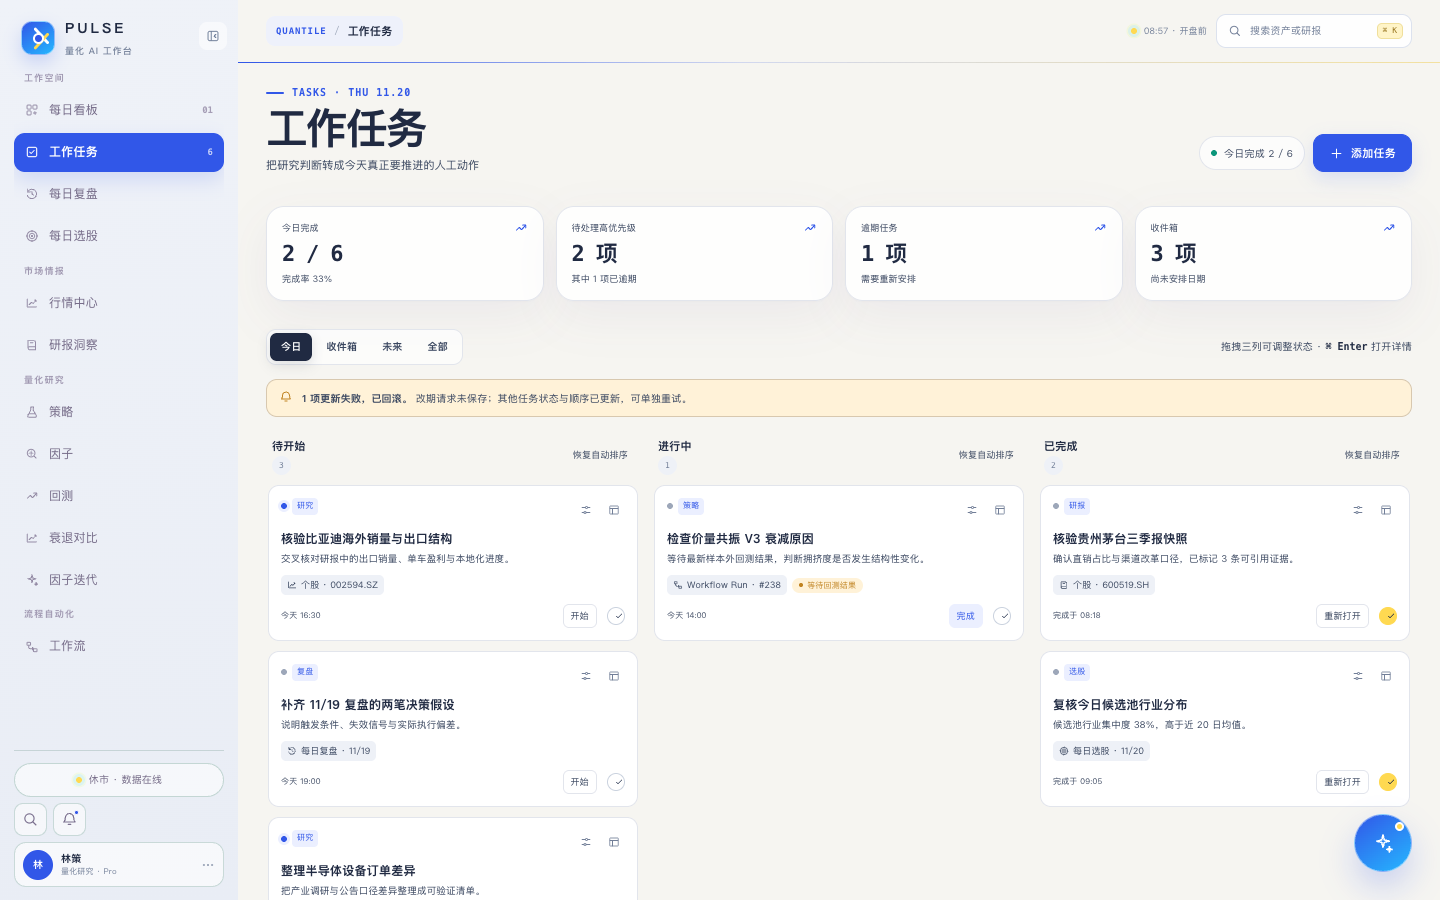 PULSE
量化 AI 工作台
工作空间
每日看板 01
工作任务 6
每日复盘
每日选股
市场情报
行情中心
研报洞察
量化研究
策略
因子
回测
衰退对比
因子迭代
流程自动化
工作流
休市 · 数据在线
林
林策
量化研究 · Pro
QUANTILE / 工作任务
08:57 · 开盘前
搜索资产或研报
⌘ K
TASKS · THU 11.20
工作任务
把研究判断转成今天真正要推进的人工动作
今日完成 2 / 6
添加任务
今日完成
2 / 6
完成率 33%
待处理高优先级
2 项
其中 1 项已逾期
逾期任务
1 项
需要重新安排
收件箱
3 项
尚未安排日期
今日 收件箱 未来 全部
拖拽三列可调整状态 · ⌘ Enter 打开详情
1 项更新失败，已回滚。 改期请求未保存；其他任务状态与顺序已更新，可单独重试。
待开始
3
恢复自动排序
研究
核验比亚迪海外销量与出口结构
交叉核对研报中的出口销量、单车盈利与本地化进度。
个股 · 002594.SZ
今天 16:30
开始
复盘
补齐 11/19 复盘的两笔决策假设
说明触发条件、失效信号与实际执行偏差。
每日复盘 · 11/19
今天 19:00
开始
研究
整理半导体设备订单差异
把产业调研与公告口径差异整理成可验证清单。
进行中
1
恢复自动排序
策略
检查价量共振 V3 衰减原因
等待最新样本外回测结果，判断拥挤度是否发生结构性变化。
Workflow Run · #238
等待回测结果
今天 14:00
完成
已完成
2
恢复自动排序
研报
核验贵州茅台三季报快照
确认直销占比与渠道改革口径，已标记 3 条可引用证据。
个股 · 600519.SH
完成于 08:18
重新打开
选股
复核今日候选池行业分布
候选池行业集中度 38%，高于近 20 日均值。
每日选股 · 11/20
完成于 09:05
重新打开